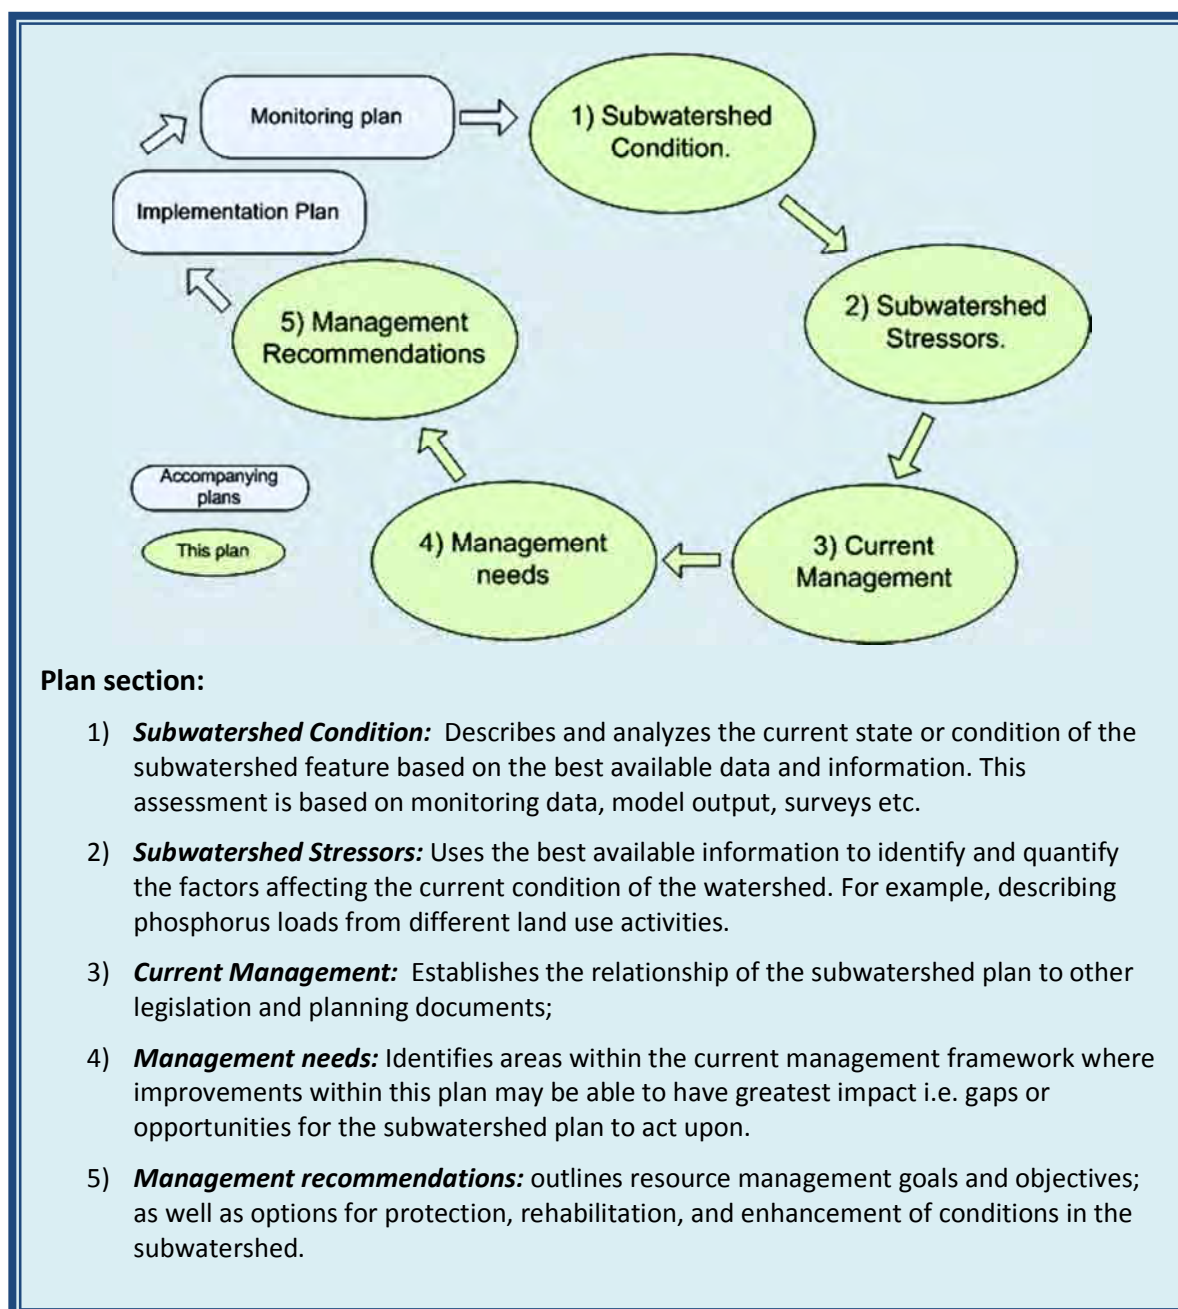 Monitoring plan
1) Subwatershed
Condition.
Implementation Plan
2) Subwatershed
Stressors.
5) Management
Recommendations
Accompanying
plans
This plan
4) Management
needs
3) Current
Management
Plan section:
1) Subwatershed Condition: Describes and analyzes the current state or condition of the
subwatershed feature based on the best available data and information. This
assessment is based on monitoring data, model output, surveys etc.
2) Subwatershed Stressors: Uses the best available information to identify and quantify
the factors affecting the current condition of the watershed. For example, describing
phosphorus loads from different land use activities.
3) Current Management: Establishes the relationship of the subwatershed plan to other
legislation and planning documents;
4) Management needs: Identifies areas within the current management framework where
improvements within this plan may be able to have greatest impact i.e. gaps or
opportunities for the subwatershed plan to act upon.
5) Management recommendations: outlines resource management goals and objectives;
as well as options for protection, rehabilitation, and enhancement of conditions in the
subwatershed.